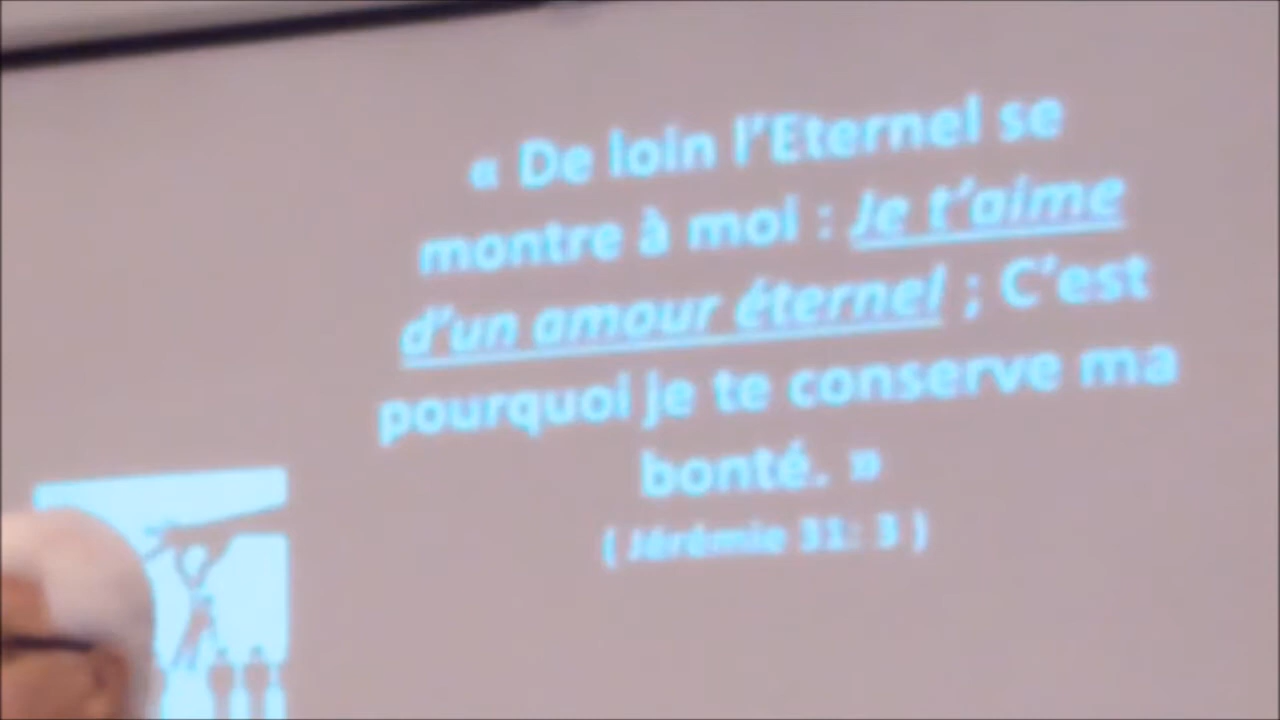 « De loin l’Eternel se
montre à moi : Je t’aime
d’un amour éternel ; C’est
pourquoi je te conserve ma
bonté. »
( Jérémie 31: 3 )